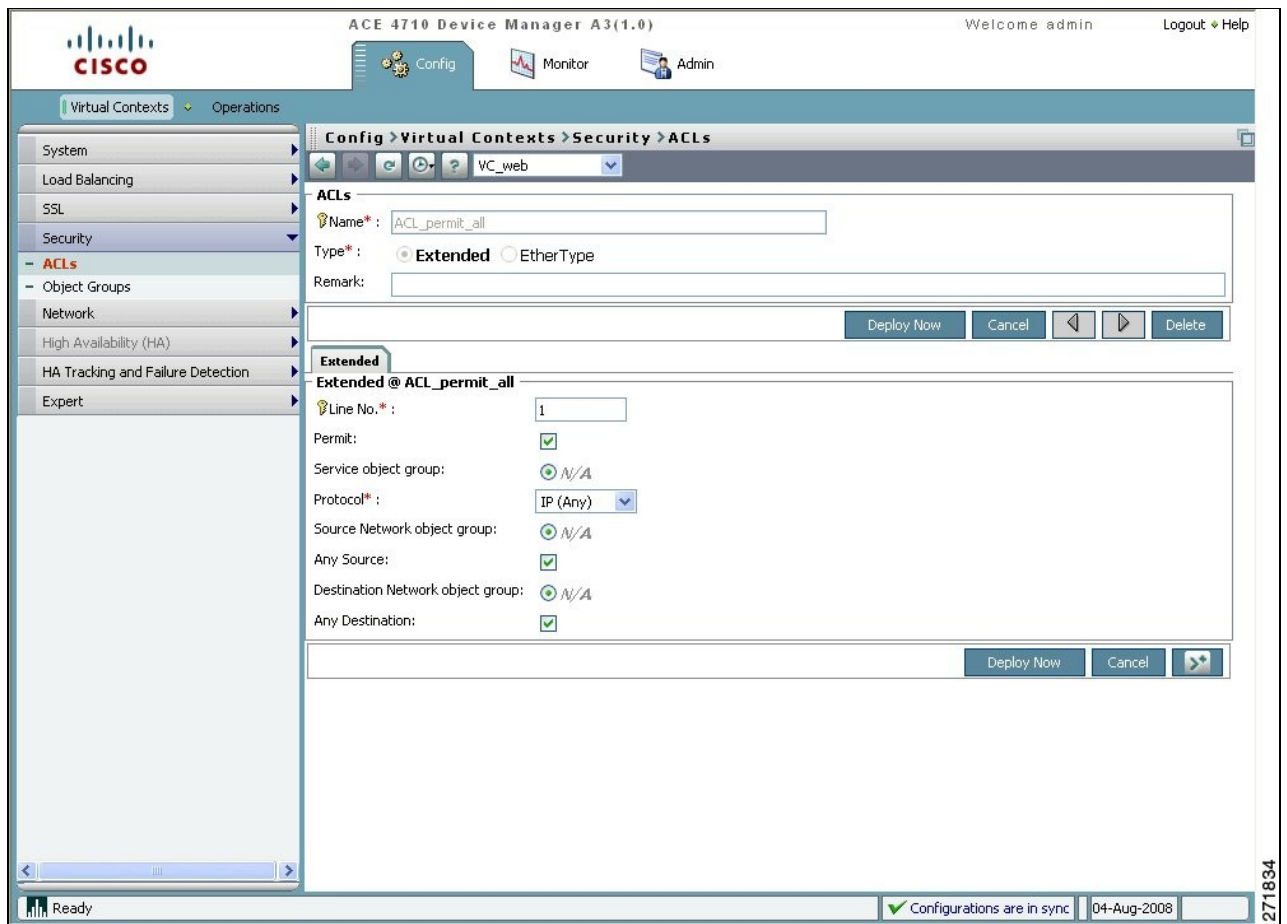 ACE 4710 Device Manager A3(1.0)
Welcome admin
Logout Help
CISCO
Config
Monitor
Admin
Virtual Contexts
Operations
System
Load Balancing
SSL
Security
ACLs
Object Groups
Network
High Availability (HA)
HA Tracking and Failure Detection
Expert
Config > Virtual Contexts > Security > ACLs
? VC_web
ACLs
Name* : ACL_permit_all
Type* : Extended EtherType
Remark:
Deploy Now Cancel Delete
Extended
Extended @ ACL_permit_all
Line No.* : 1
Permit:
Service object group: N/A
Protocol* : IP (Any)
Source Network object group: N/A
Any Source:
Destination Network object group: N/A
Any Destination:
Deploy Now Cancel
Ready
Configurations are in sync
04-Aug-2008
271834